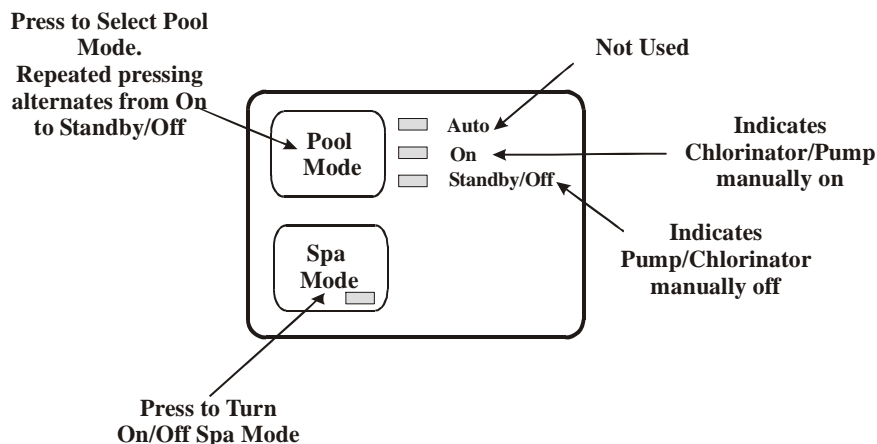 Press to Select Pool
Mode.
Repeated pressing
alternates from On
to Standby/Off
Not Used
Pool
Mode
Auto
On
Standby/Off
Indicates
Chlorinator/Pump
manually on
Indicates
Pump/Chlorinator
manually off
Spa
Mode
Press to Turn
On/Off Spa Mode